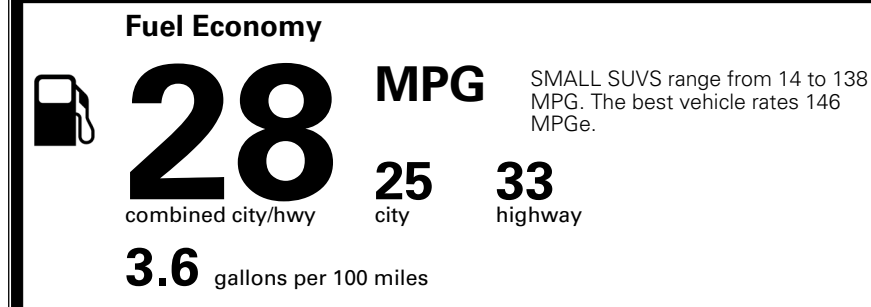 Fuel Economy
28
MPG
SMALL SUVS range from 14 to 138
MPG. The best vehicle rates 146
MPGe.
25
33
combined city/hwy
city
highway
3.6 gallons per 100 miles